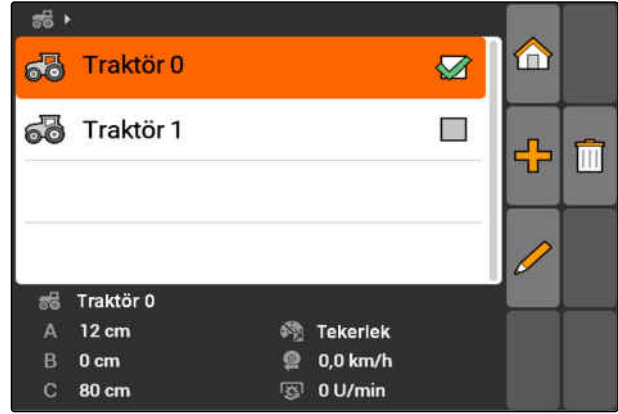 Traktör 0
Traktör 1
Traktör 0
A 12 cm Tekerlek
B 0 cm 0,0 km/h
C 80 cm 0 U/min